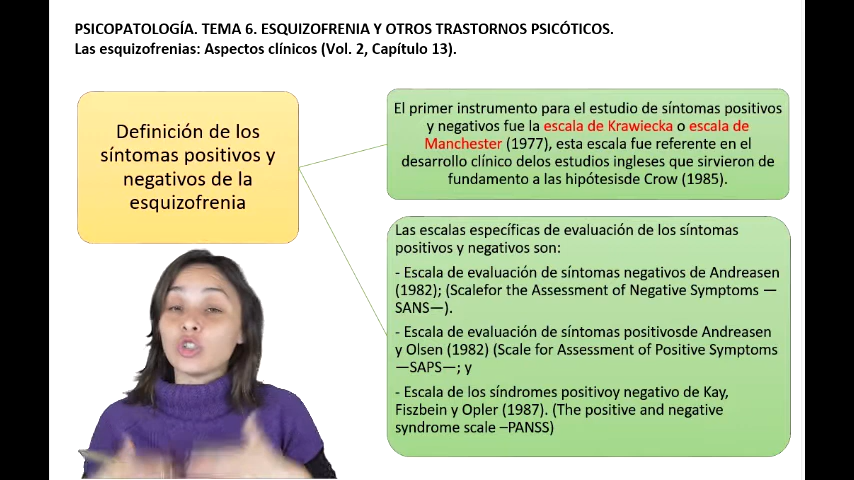 PSICOPATOLOGÍA. TEMA 6. ESQUIZOFRENIA Y OTROS TRASTORNOS PSICÓTICOS.
Las esquizofrenias: Aspectos clínicos (Vol. 2, Capítulo 13).
Definición de los
síntomas positivos y
negativos de la
esquizofrenia
El primer instrumento para el estudio de síntomas positivos
y negativos fue la escala de Krawiecka o escala de
Manchester (1977), esta escala fue referente en el
desarrollo clínico delos estudios ingleses que sirvieron de
fundamento a las hipótesisde Crow (1985).
Las escalas específicas de evaluación de los síntomas
positivos y negativos son:
- Escala de evaluación de síntomas negativos de Andreasen
(1982); (Scalefor the Assessment of Negative Symptoms —
SANS—).
- Escala de evaluación de síntomas positivosde Andreasen
y Olsen (1982) (Scale for Assessment of Positive Symptoms
—SAPS—; y
- Escala de los síndromes positivoy negativo de Kay,
Fiszbein y Opler (1987). (The positive and negative
syndrome scale –PANSS)